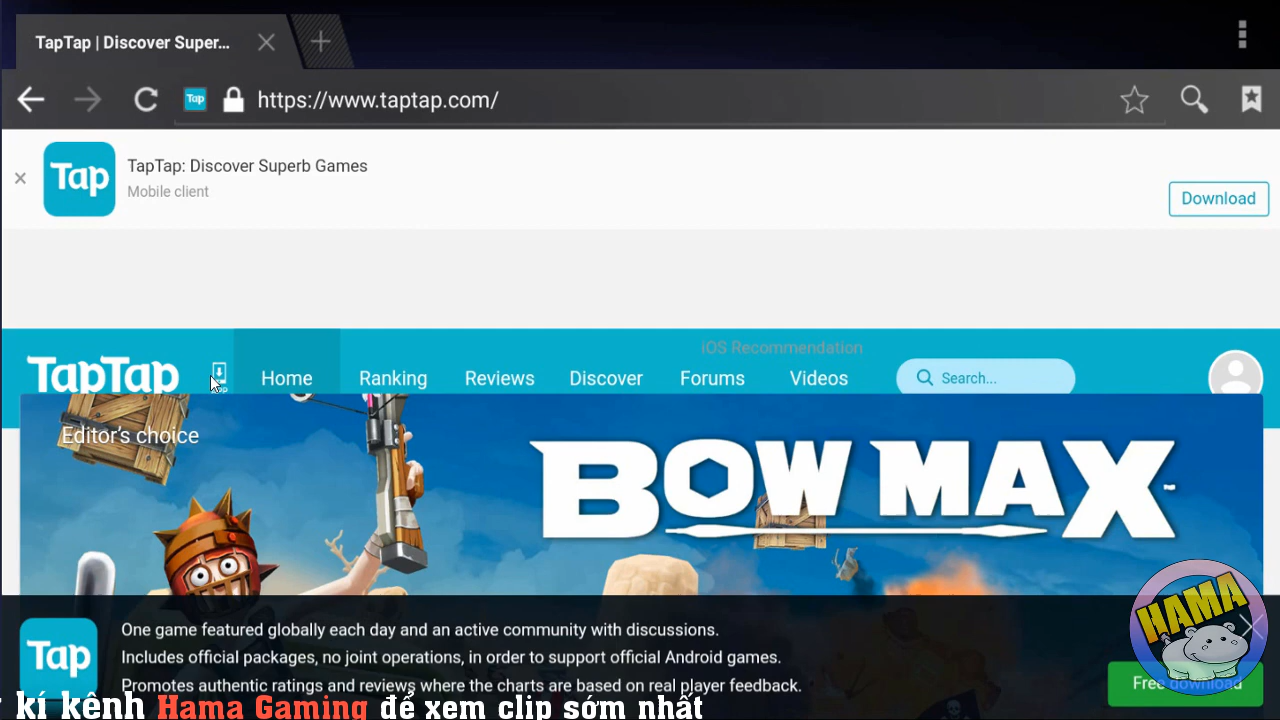 TapTap | Discover Super...
Tap
https://www.taptap.com/
Tap
TapTap: Discover Superb Games
Mobile client
Download
iOS Recommendation
TapTap
Home
Ranking
Reviews
Discover
Forums
Videos
Search...
Editor's choice
BOW MAX
HAMA
Tap
One game featured globally each day and an active community with discussions.
Includes official packages, no joint operations, in order to support official Android games.
Promotes authentic ratings and reviews where the charts are based on real player feedback.
Free download
kí kênh Hama Gaming để xem clip sớm nhất